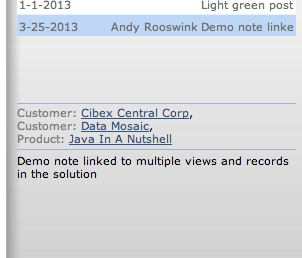 1-1-2013 Light green post
3-25-2013 Andy Rooswink Demo note linke
Customer: Cibex Central Corp,
Customer: Data Mosaic,
Product: Java In A Nutshell
Demo note linked to multiple views and records
in the solution